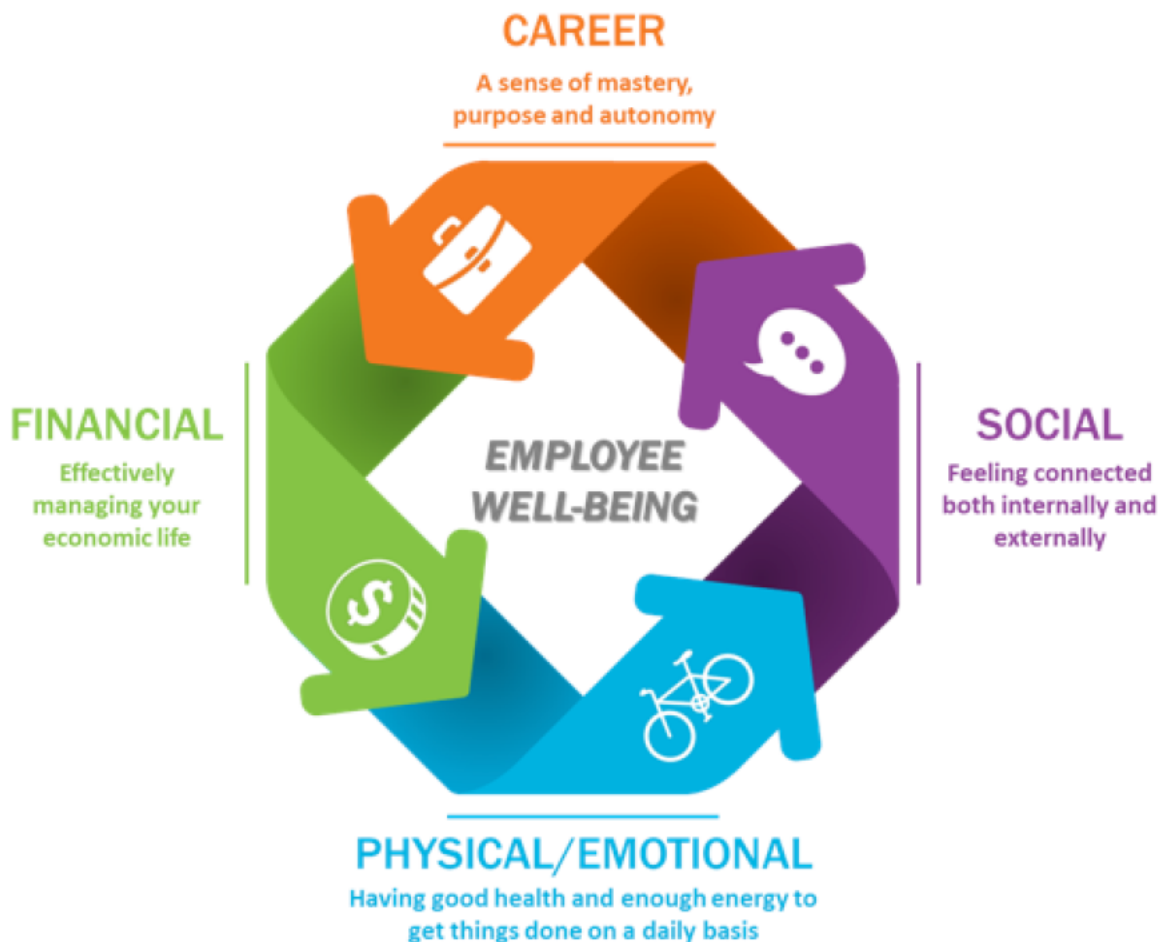 CAREER
A sense of mastery,
purpose and autonomy
FINANCIAL
Effectively
managing your
economic life
EMPLOYEE
WELL-BEING
$
SOCIAL
Feeling connected
both internally and
externally
PHYSICAL/EMOTIONAL
Having good health and enough energy to
get things done on a daily basis